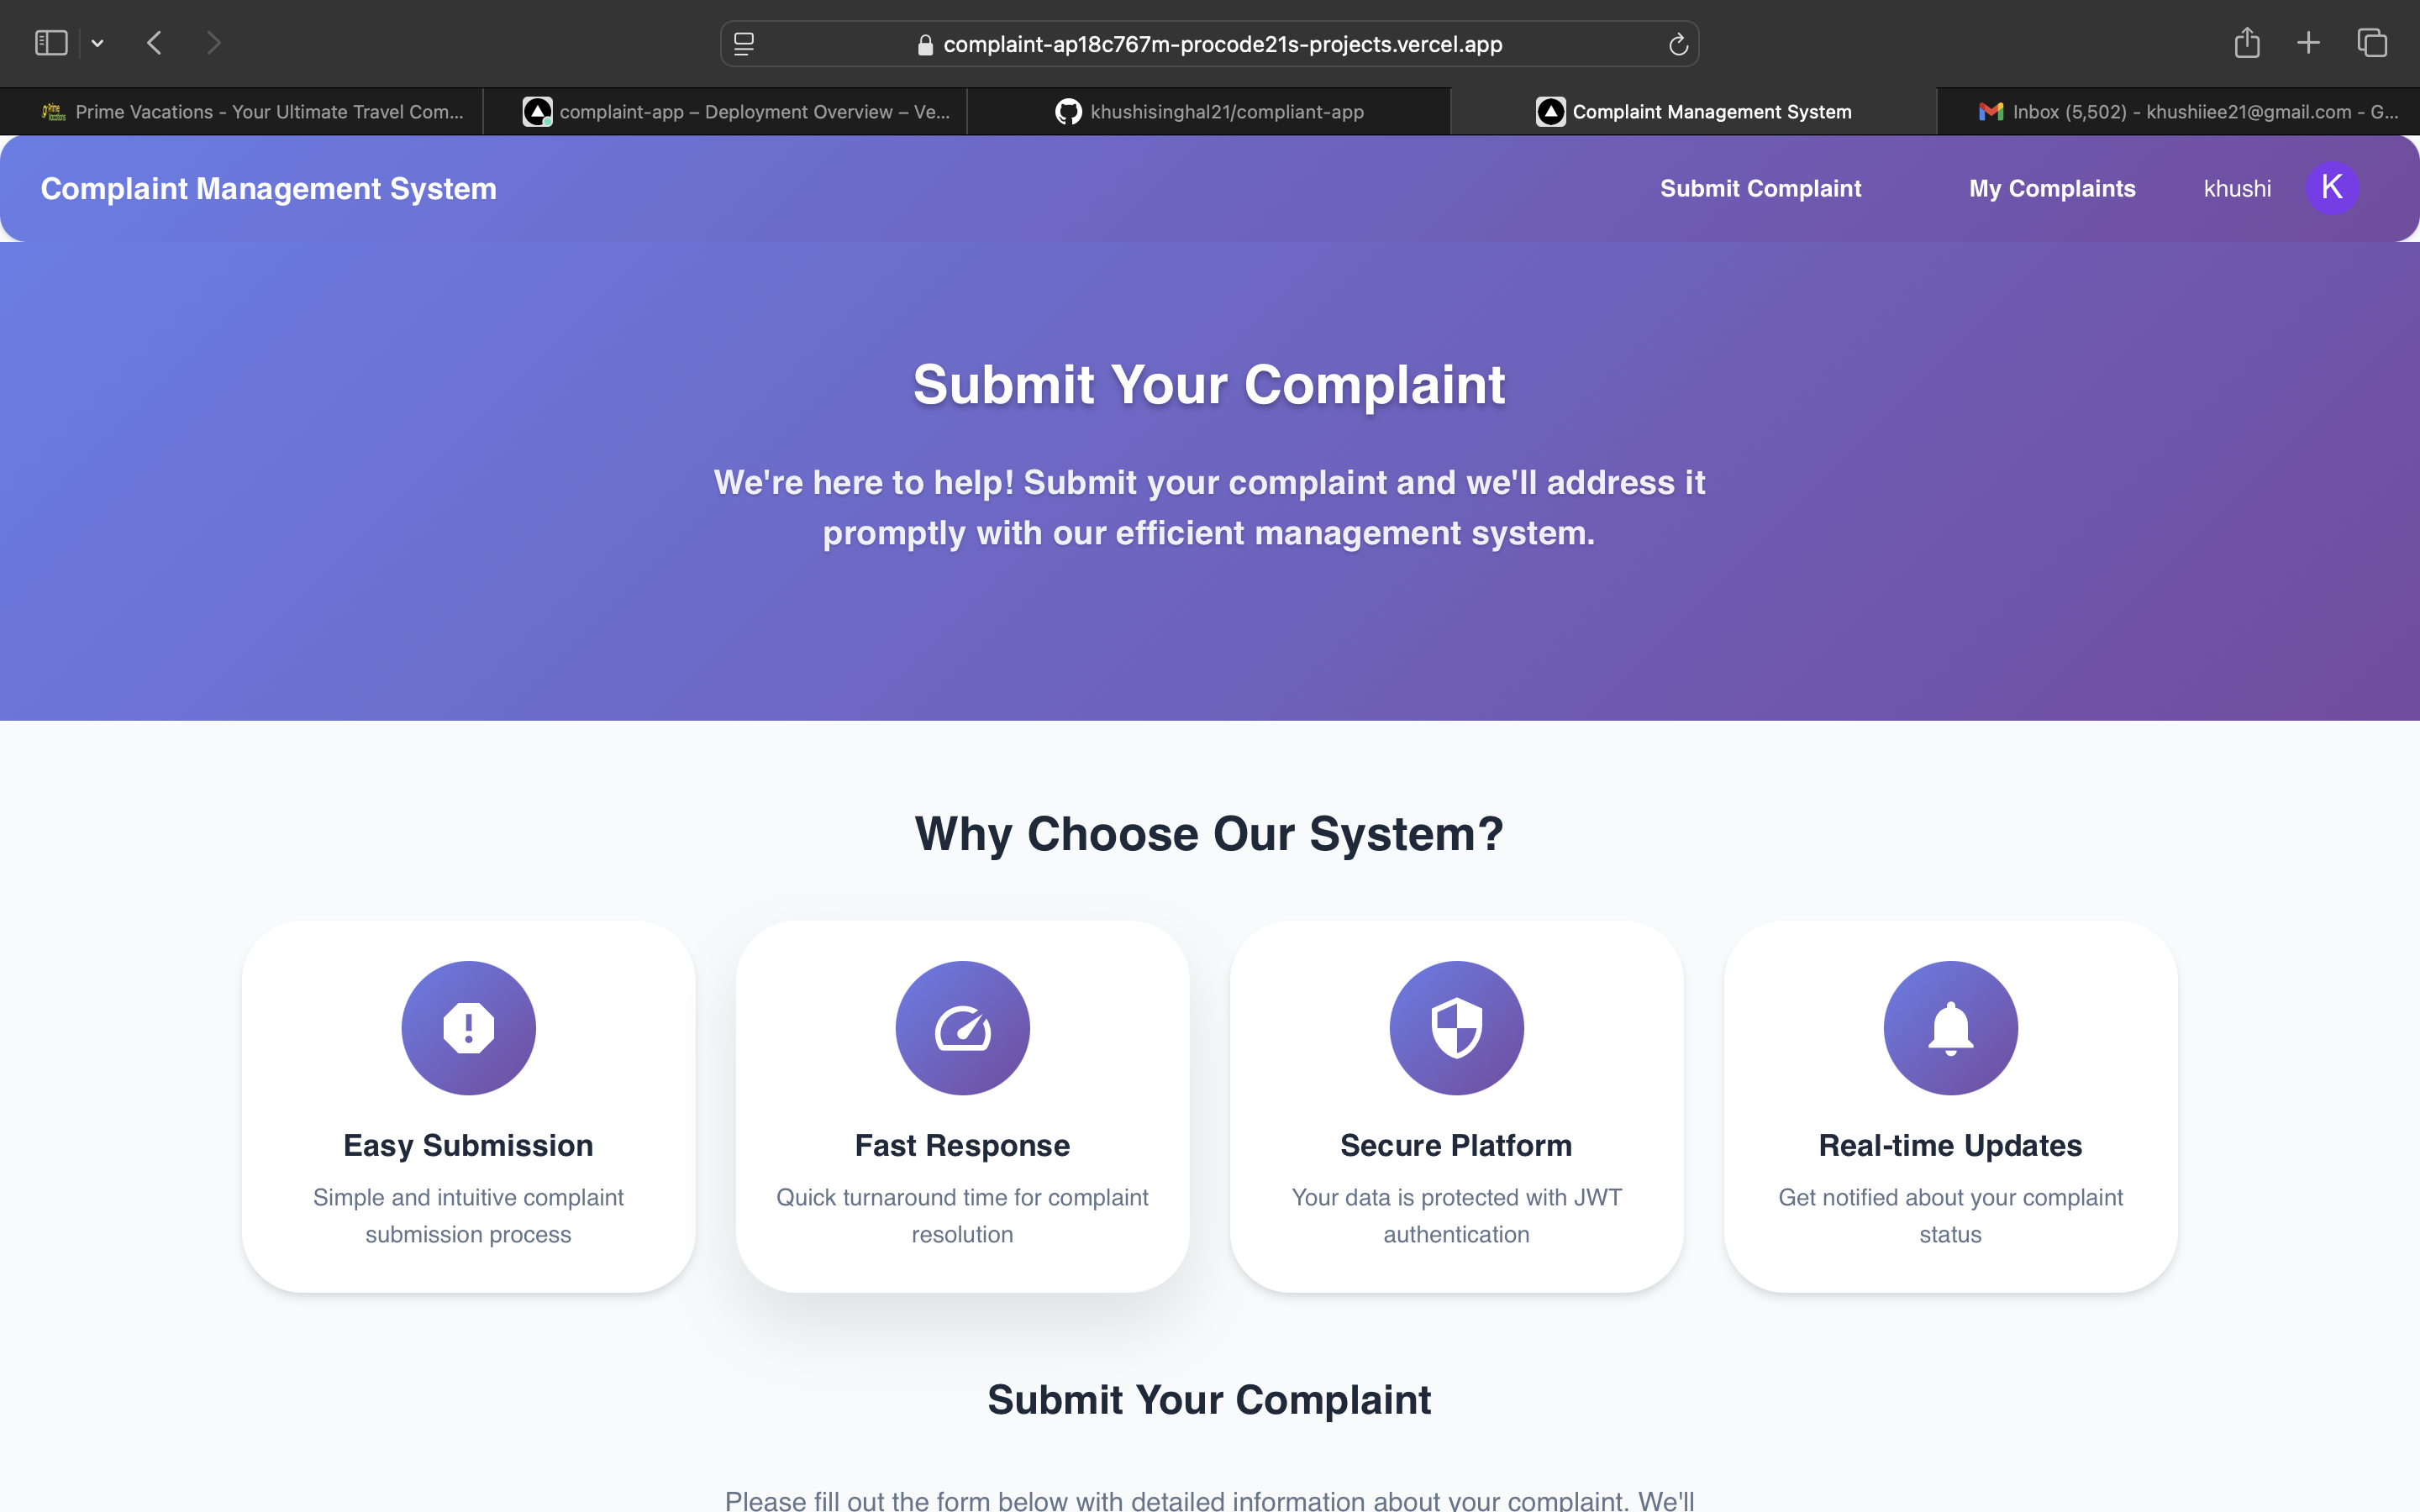 complaint-ap18c767m-procode21s-projects.vercel.app
Prime Vacations - Your Ultimate Travel Com...
complaint-app – Deployment Overview – Ve...
khushisinghal21/compliant-app
Complaint Management System
Inbox (5,502) - khushiiee21@gmail.com - G...
Complaint Management System
Submit Complaint
My Complaints
khushi
K
Submit Your Complaint
We're here to help! Submit your complaint and we'll address it
promptly with our efficient management system.
Why Choose Our System?
Easy Submission
Simple and intuitive complaint
submission process
Fast Response
Quick turnaround time for complaint
resolution
Secure Platform
Your data is protected with JWT
authentication
Real-time Updates
Get notified about your complaint
status
Submit Your Complaint
Please fill out the form below with detailed information about your complaint. We'll